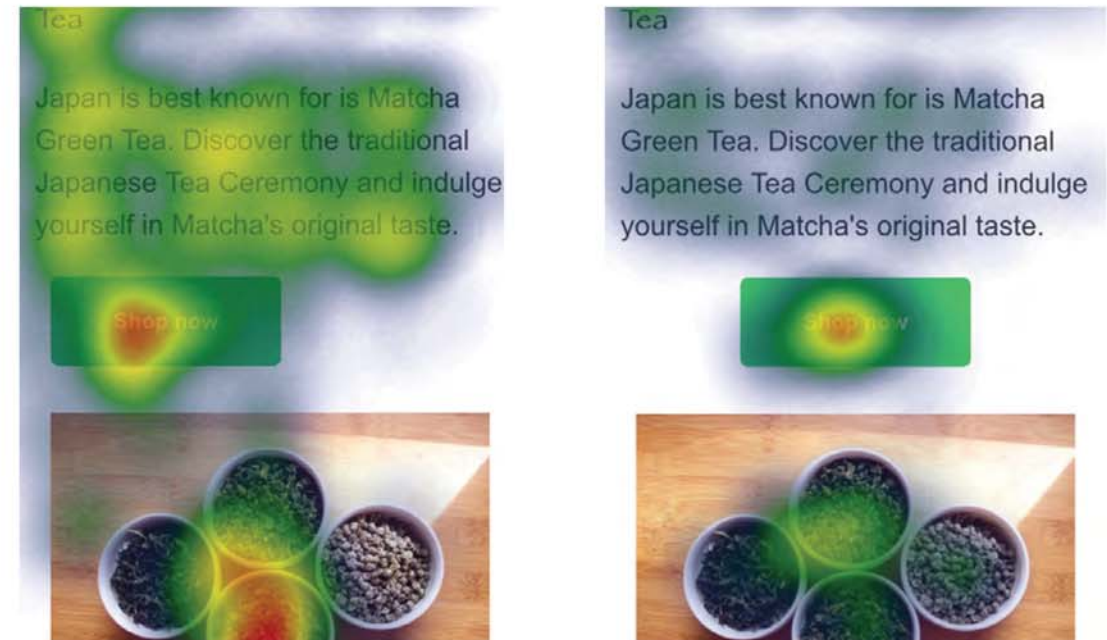 Tea
Japan is best known for is Matcha
Green Tea. Discover the traditional
Japanese Tea Ceremony and indulge
yourself in Matcha's original taste.
Shop now
Tea
Japan is best known for is Matcha
Green Tea. Discover the traditional
Japanese Tea Ceremony and indulge
yourself in Matcha's original taste.
Shop now